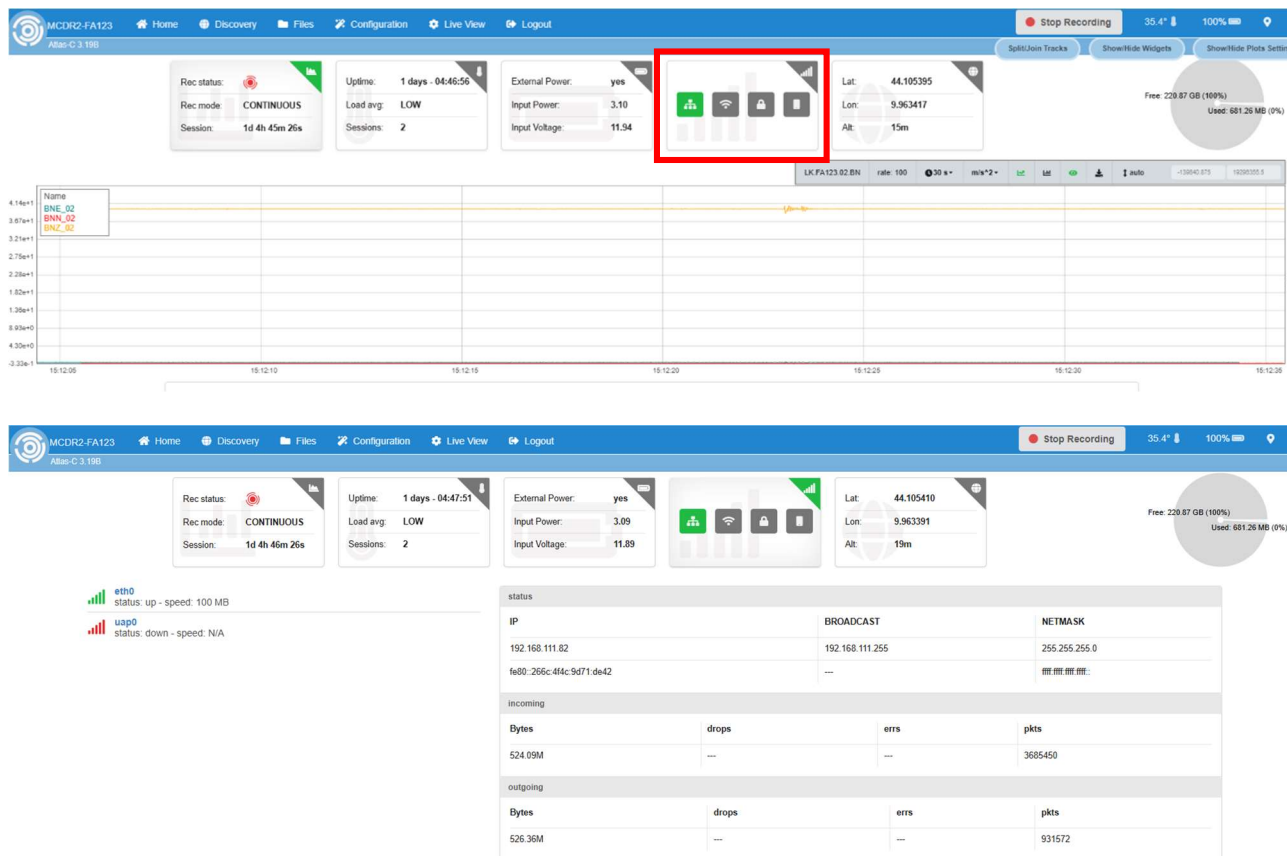 MCDR2-FA123 Home Discovery Files Configuration Live View Logout Stop Recording 35.4° 100%
Atlas-C 3.19B Split/Join Tracks Show/Hide Widgets Show/Hide Plots Settin
Rec status: Uptime: 1 days - 04:46:56 External Power: yes Lat: 44.105395
Rec mode: CONTINUOUS Load avg: LOW Input Power: 3.10 Lon: 9.963417
Session: 1d 4h 45m 26s Sessions: 2 Input Voltage: 11.94 Alt: 15m
Free: 220.87 GB (100%)
Used: 681.26 MB (0%)
LK.FA123.02.BN rate: 100 30 s m/s^2 auto -139640.875 19296355.5
Name
BNE_02
BNN_02
BNZ_02
4.14e+1
3.67e+1
3.21e+1
2.75e+1
2.28e+1
1.82e+1
1.36e+1
8.93e+0
4.30e+0
-3.33e-1
15:12:05 15:12:10 15:12:15 15:12:20 15:12:25 15:12:30 15:12:35
MCDR2-FA123 Home Discovery Files Configuration Live View Logout Stop Recording 35.4° 100%
Atlas-C 3.19B
Rec status: Uptime: 1 days - 04:47:51 External Power: yes Lat: 44.105410
Rec mode: CONTINUOUS Load avg: LOW Input Power: 3.09 Lon: 9.963391
Session: 1d 4h 46m 26s Sessions: 2 Input Voltage: 11.89 Alt: 19m
Free: 220.87 GB (100%)
Used: 681.26 MB (0%)
eth0
status: up - speed: 100 MB
uap0
status: down - speed: N/A
status
IP BROADCAST NETMASK
192.168.111.82 192.168.111.255 255.255.255.0
fe80::266c:4f4c:9d71:de42 --- ffff:ffff:ffff:ffff::
incoming
Bytes drops errs pkts
524.09M --- --- 3685450
outgoing
Bytes drops errs pkts
526.36M --- --- 931572